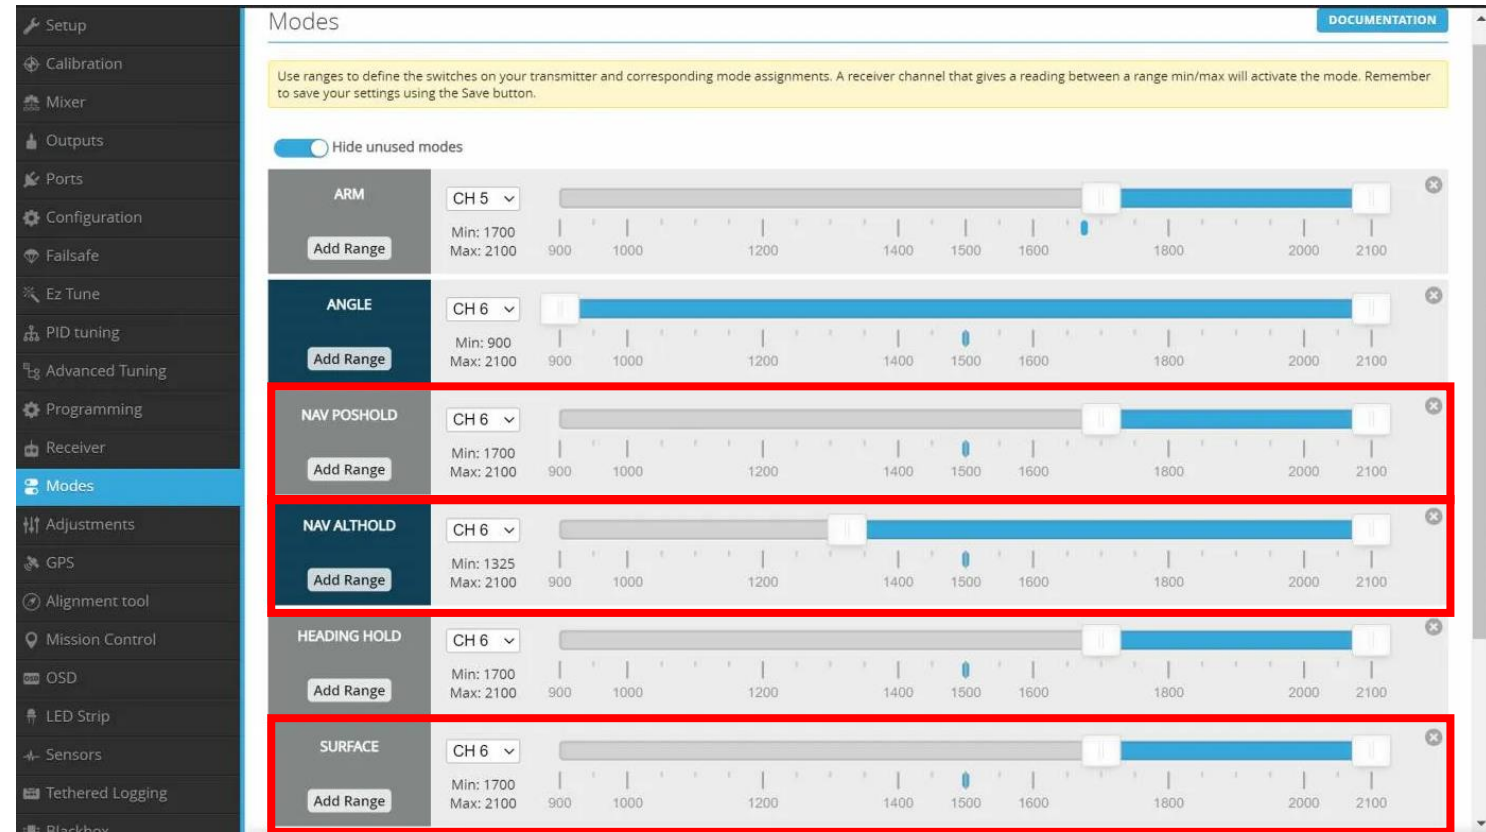 Setup
Calibration
Mixer
Outputs
Ports
Configuration
Failsafe
Ez Tune
PID tuning
Advanced Tuning
Programming
Receiver
Modes
Adjustments
GPS
Alignment tool
Mission Control
OSD
LED Strip
Sensors
Tethered Logging
Blackbox
Modes
DOCUMENTATION
Use ranges to define the switches on your transmitter and corresponding mode assignments. A receiver channel that gives a reading between a range min/max will activate the mode. Remember
to save your settings using the Save button.
Hide unused modes
ARM
CH 5
Min: 1700
Add Range
Max: 2100
900 1000 1200 1400 1500 1600 1800 2000 2100
ANGLE
CH 6
Min: 900
Add Range
Max: 2100
900 1000 1200 1400 1500 1600 1800 2000 2100
NAV POSHOLD
CH 6
Min: 1700
Add Range
Max: 2100
900 1000 1200 1400 1500 1600 1800 2000 2100
NAV ALTHOLD
CH 6
Min: 1325
Add Range
Max: 2100
900 1000 1200 1400 1500 1600 1800 2000 2100
HEADING HOLD
CH 6
Min: 1700
Add Range
Max: 2100
900 1000 1200 1400 1500 1600 1800 2000 2100
SURFACE
CH 6
Min: 1700
Add Range
Max: 2100
900 1000 1200 1400 1500 1600 1800 2000 2100